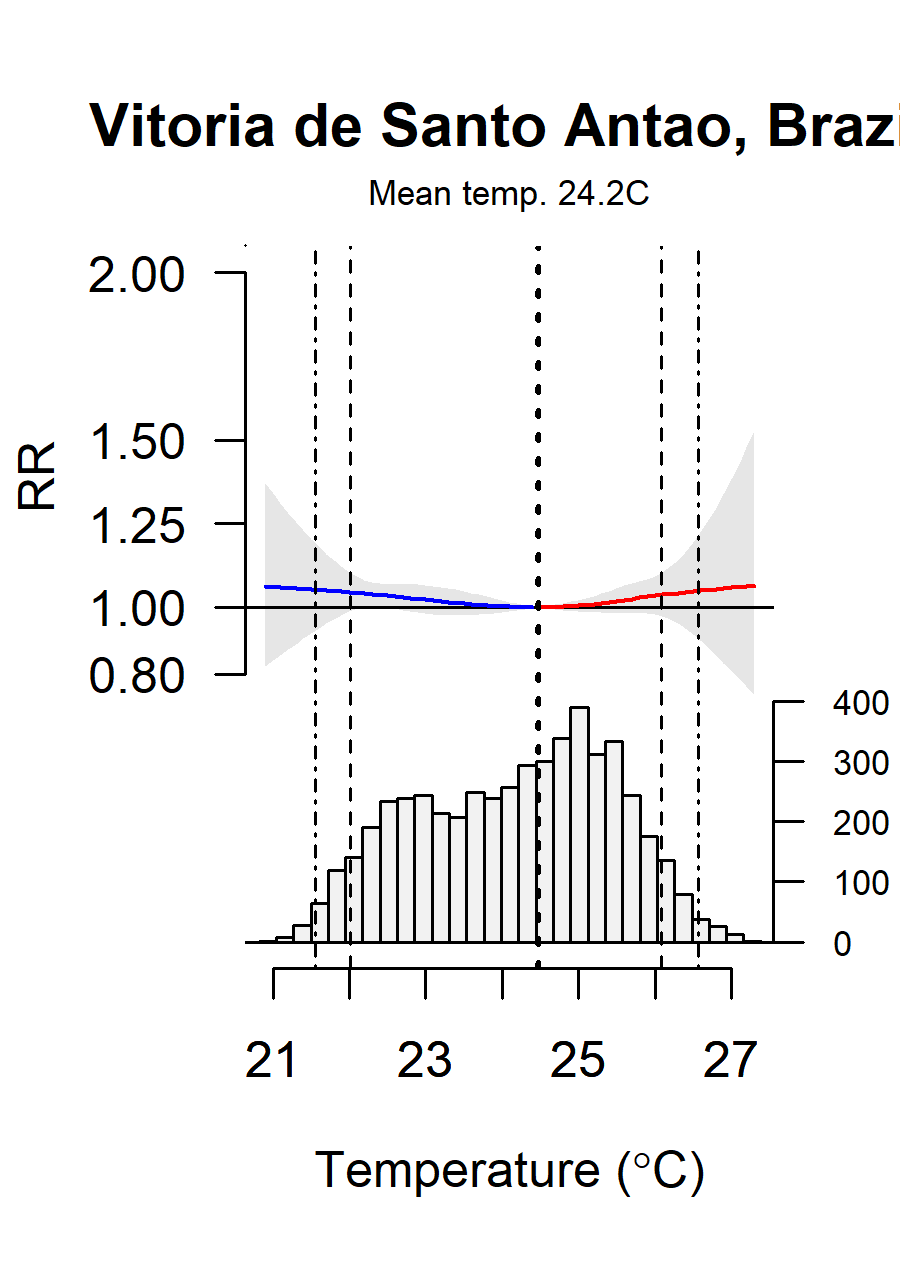 Vitoria de Santo Antao, Brazi
Mean temp. 24.2C
RR
2.00
1.50
1.25
1.00
0.80
400
300
200
100
0
21 23 25 27
Temperature (°C)